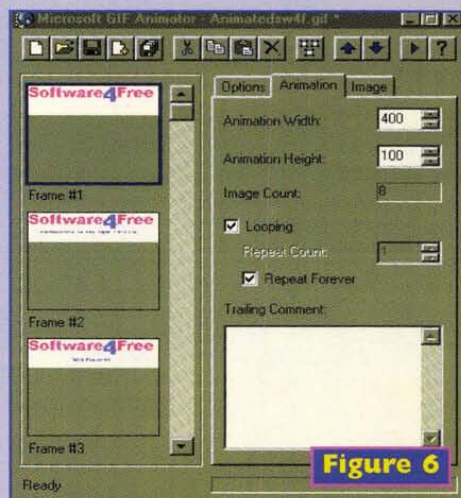 Microsoft GIF Animator - Animatedsw4f.gif *
Options Animation Image
Software4Free
Frame #1
Software4Free
Frame #2
Software4Free
Frame #3
Animation Width: 400
Animation Height: 100
Image Count: 8
Looping
Repeat Count: 1
Repeat Forever
Trailing Comment:
Ready
Figure 6